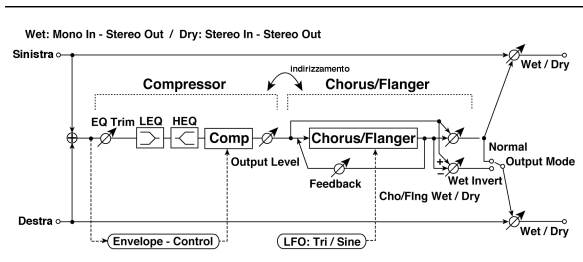 Wet: Mono In - Stereo Out / Dry: Stereo In - Stereo Out
Sinistra
Wet / Dry
indirizzamento
Compressor
Chorus/Flanger
EQ Trim
LEQ
HEQ
Comp
Chorus/Flanger
Normal
Output Level
Output Mode
+
−
Feedback
Wet Invert
Cho/Flng Wet / Dry
Destra
Wet / Dry
Envelope - Control
LFO: Tri / Sine